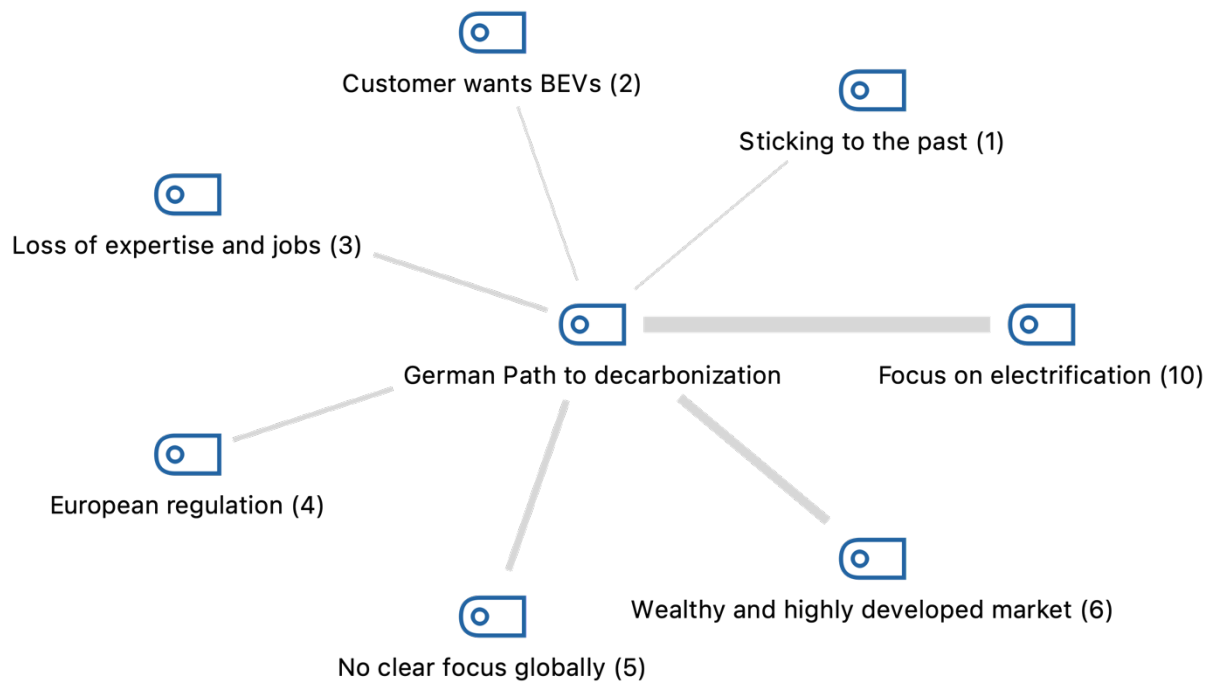 Customer wants BEVs (2)
Sticking to the past (1)
Loss of expertise and jobs (3)
German Path to decarbonization
Focus on electrification (10)
European regulation (4)
Wealthy and highly developed market (6)
No clear focus globally (5)